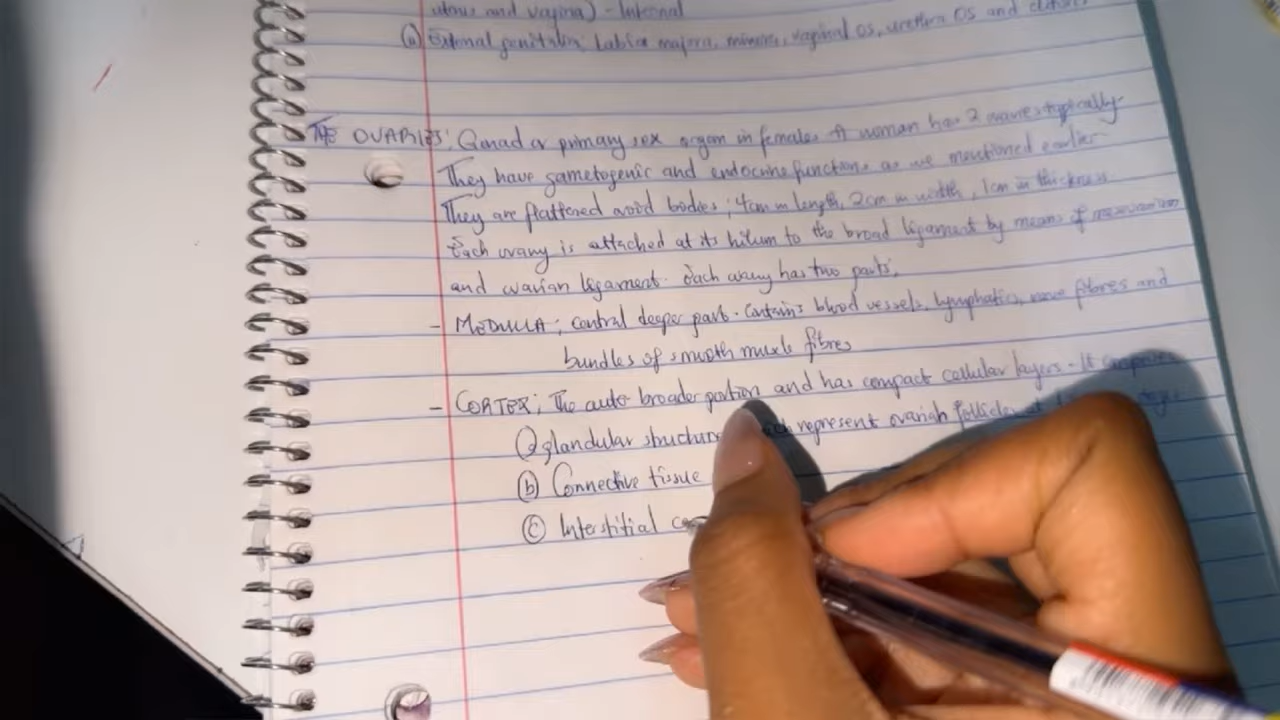 uterus and vagina) - Internal
(a) External genitalia: Labia majora, minora, vaginal OS, urethra OS and
THE OVARIES: Gonad or primary sex organ in females. A woman has 2 ovaries typically
They have gametogenic and endocrine functions as we mentioned earlier
They are flattened ovoid bodies; 4cm in length, 2cm in width, 1cm in thickness.
Each ovary is attached at its hilum to the broad ligament by means of
and ovarian ligament. Each ovary has two parts.
- MEDULLA; central deeper part. Contains blood vessels, lymphatics, nerve fibres and
bundles of smooth muscle fibres
- CORTEX; The outer broader portion and has compact cellular layers - It
glandular represent ovarian follicles at
(b) Connective tissue
(c) Interstitial